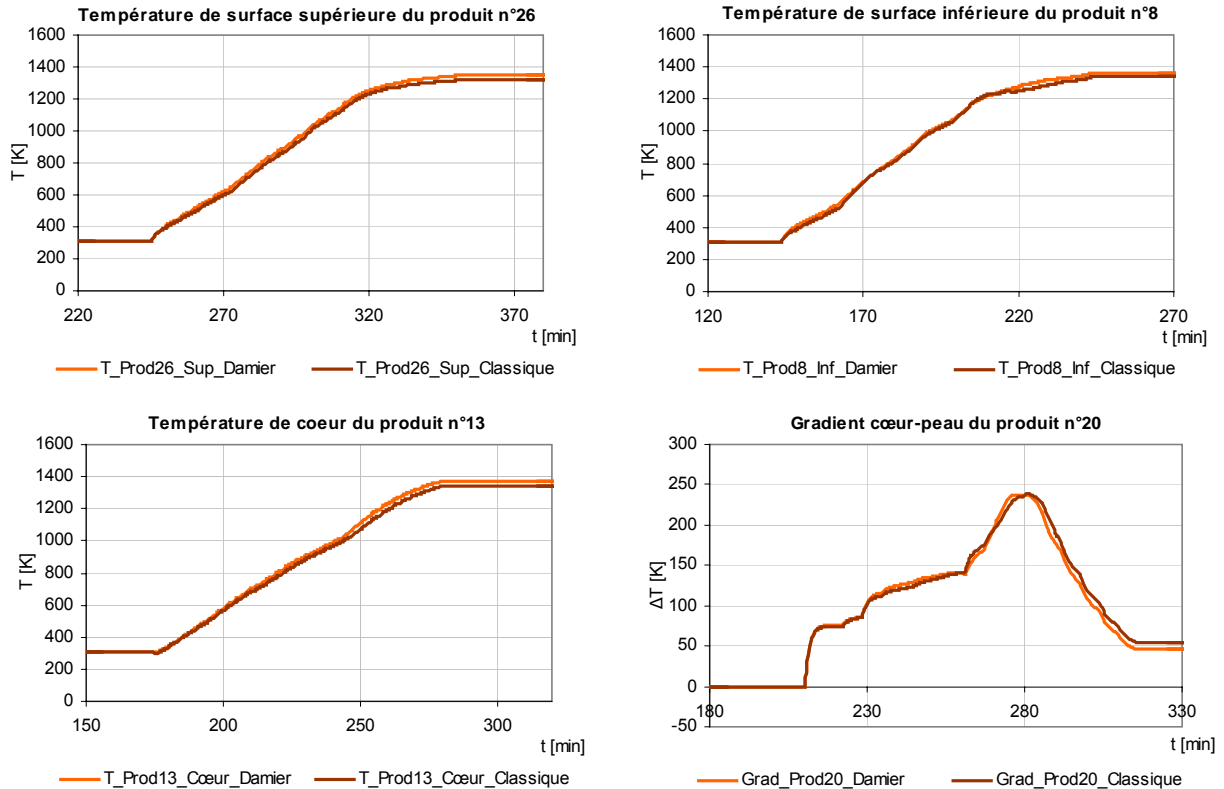 Température de surface supérieure du produit n°26
1600
1400
1200
1000
800
600
400
200
0
T [K]
220 270 320 370
t [min]
T_Prod26_Sup_Damier T_Prod26_Sup_Classique
Température de surface inférieure du produit n°8
1600
1400
1200
1000
800
600
400
200
0
T [K]
120 170 220 270
t [min]
T_Prod8_Inf_Damier T_Prod8_Inf_Classique
Température de coeur du produit n°13
1600
1400
1200
1000
800
600
400
200
0
T [K]
150 200 250 300
t [min]
T_Prod13_Cœur_Damier T_Prod13_Cœur_Classique
Gradient cœur-peau du produit n°20
300
250
200
150
100
50
0
-50
ΔT [K]
180 230 280 330
t [min]
Grad_Prod20_Damier Grad_Prod20_Classique